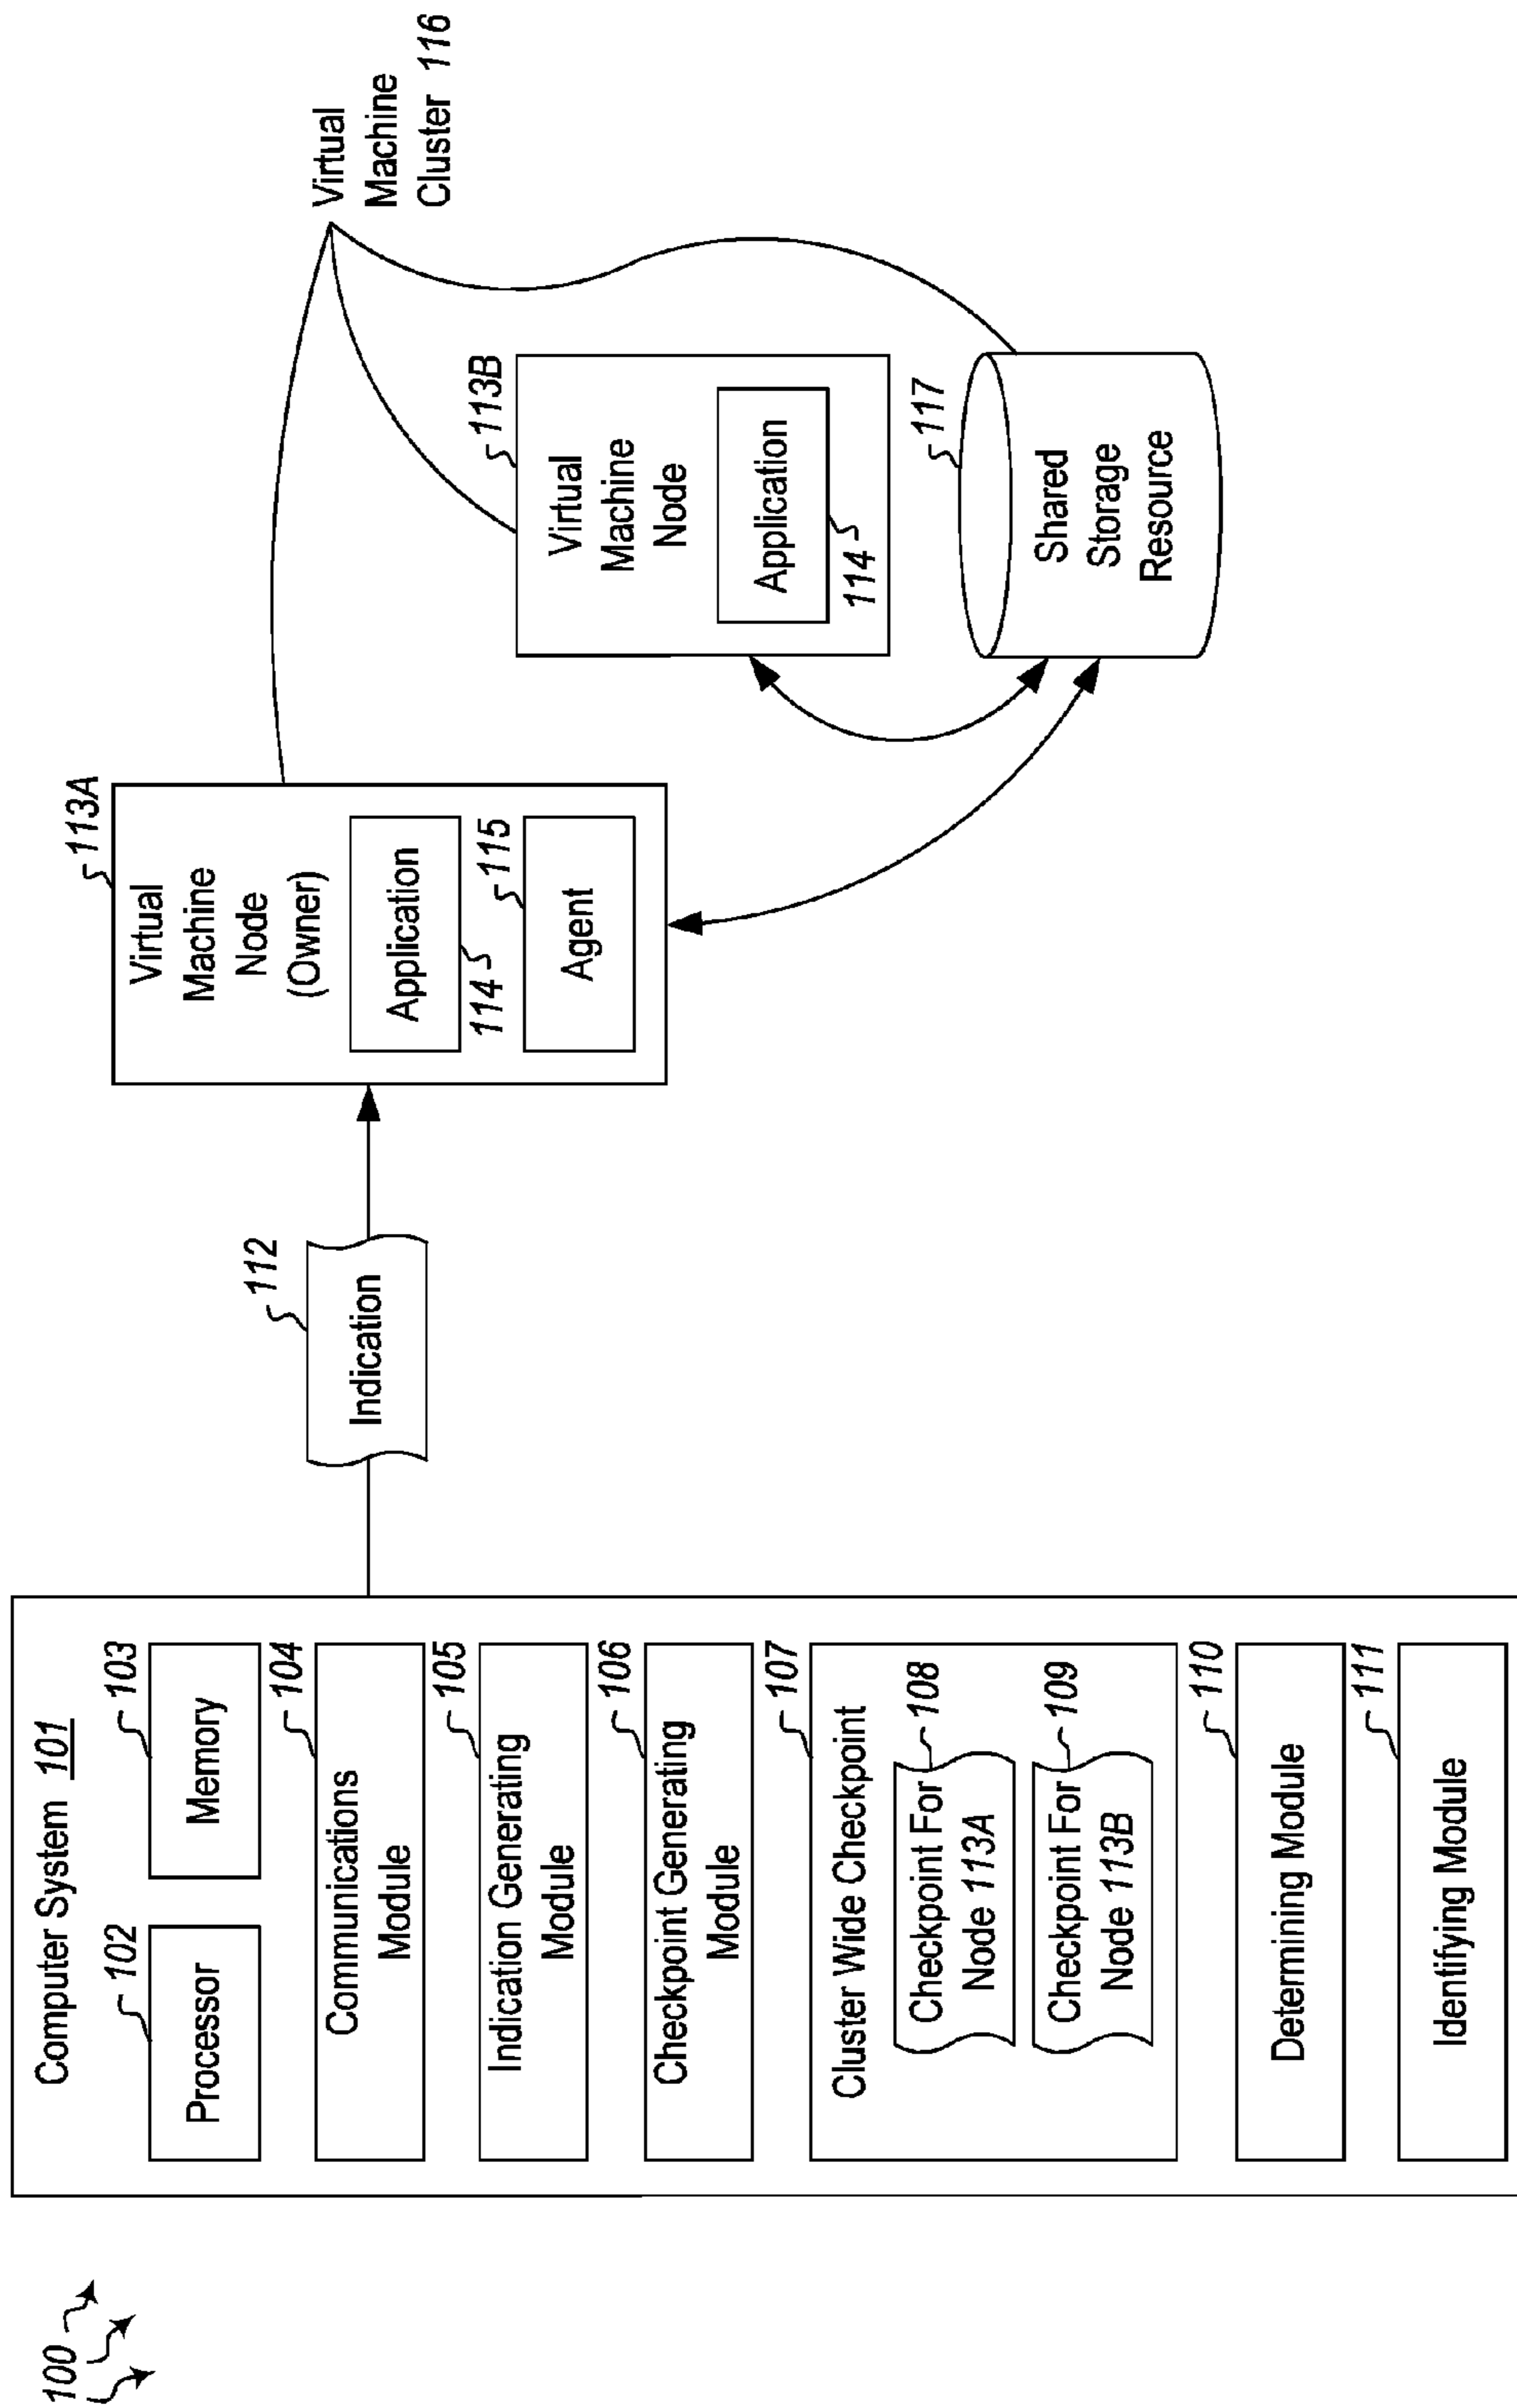 100
Computer System 101
102
103
Processor
Memory
104
Communications
Module
105
Indication Generating
Module
106
Checkpoint Generating
Module
107
Cluster Wide Checkpoint
108
Checkpoint For
Node 113A
109
Checkpoint For
Node 113B
110
Determining Module
111
Identifying Module
112
Indication
113A
Virtual
Machine
Node
(Owner)
Application
114
115
Agent
Virtual
Machine
Cluster 116
113B
Virtual
Machine
Node
Application
114
117
Shared
Storage
Resource